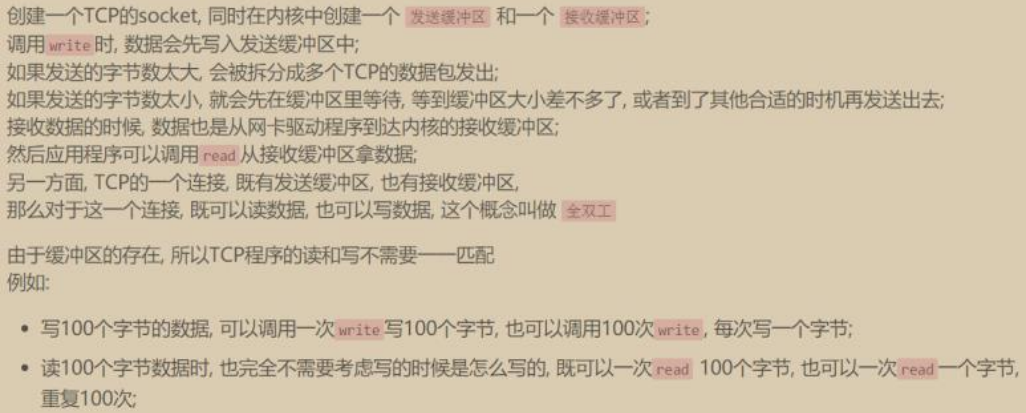 创建一个TCP的socket, 同时在内核中创建一个 发送缓冲区 和一个 接收缓冲区;
调用write时, 数据会先写入发送缓冲区中;
如果发送的字节数太大, 会被拆分成多个TCP的数据包发出;
如果发送的字节数太小, 就会先在缓冲区里等待, 等到缓冲区大小差不多了, 或者到了其他合适的时机再发送出去;
接收数据的时候, 数据也是从网卡驱动程序到达内核的接收缓冲区;
然后应用程序可以调用read从接收缓冲区拿数据;
另一方面, TCP的一个连接, 既有发送缓冲区, 也有接收缓冲区,
那么对于这一个连接, 既可以读数据, 也可以写数据, 这个概念叫做 全双工
由于缓冲区的存在, 所以TCP程序的读和写不需要一一匹配
例如:
• 写100个字节的数据, 可以调用一次write写100个字节, 也可以调用100次write, 每次写一个字节;
• 读100个字节数据时, 也完全不需要考虑写的时候是怎么写的, 既可以一次read 100个字节, 也可以一次read一个字节,
重复100次;